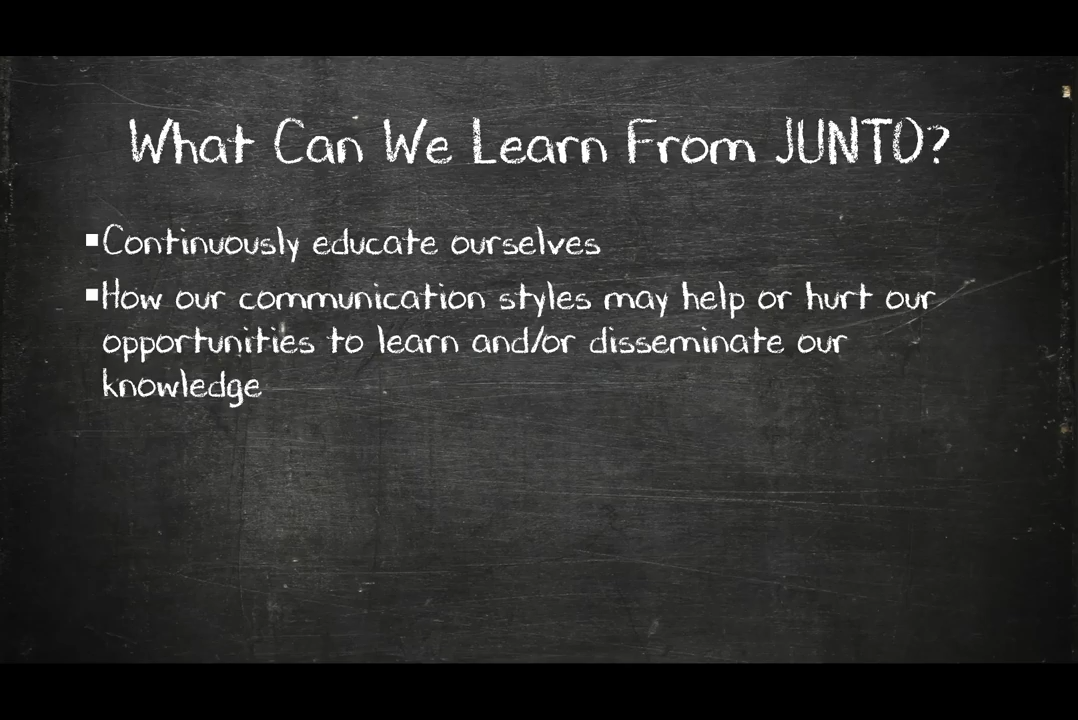 What Can We Learn From JUNTO?
▪Continuously educate ourselves
▪How our communication styles may help or hurt our
opportunities to learn and/or disseminate our
knowledge